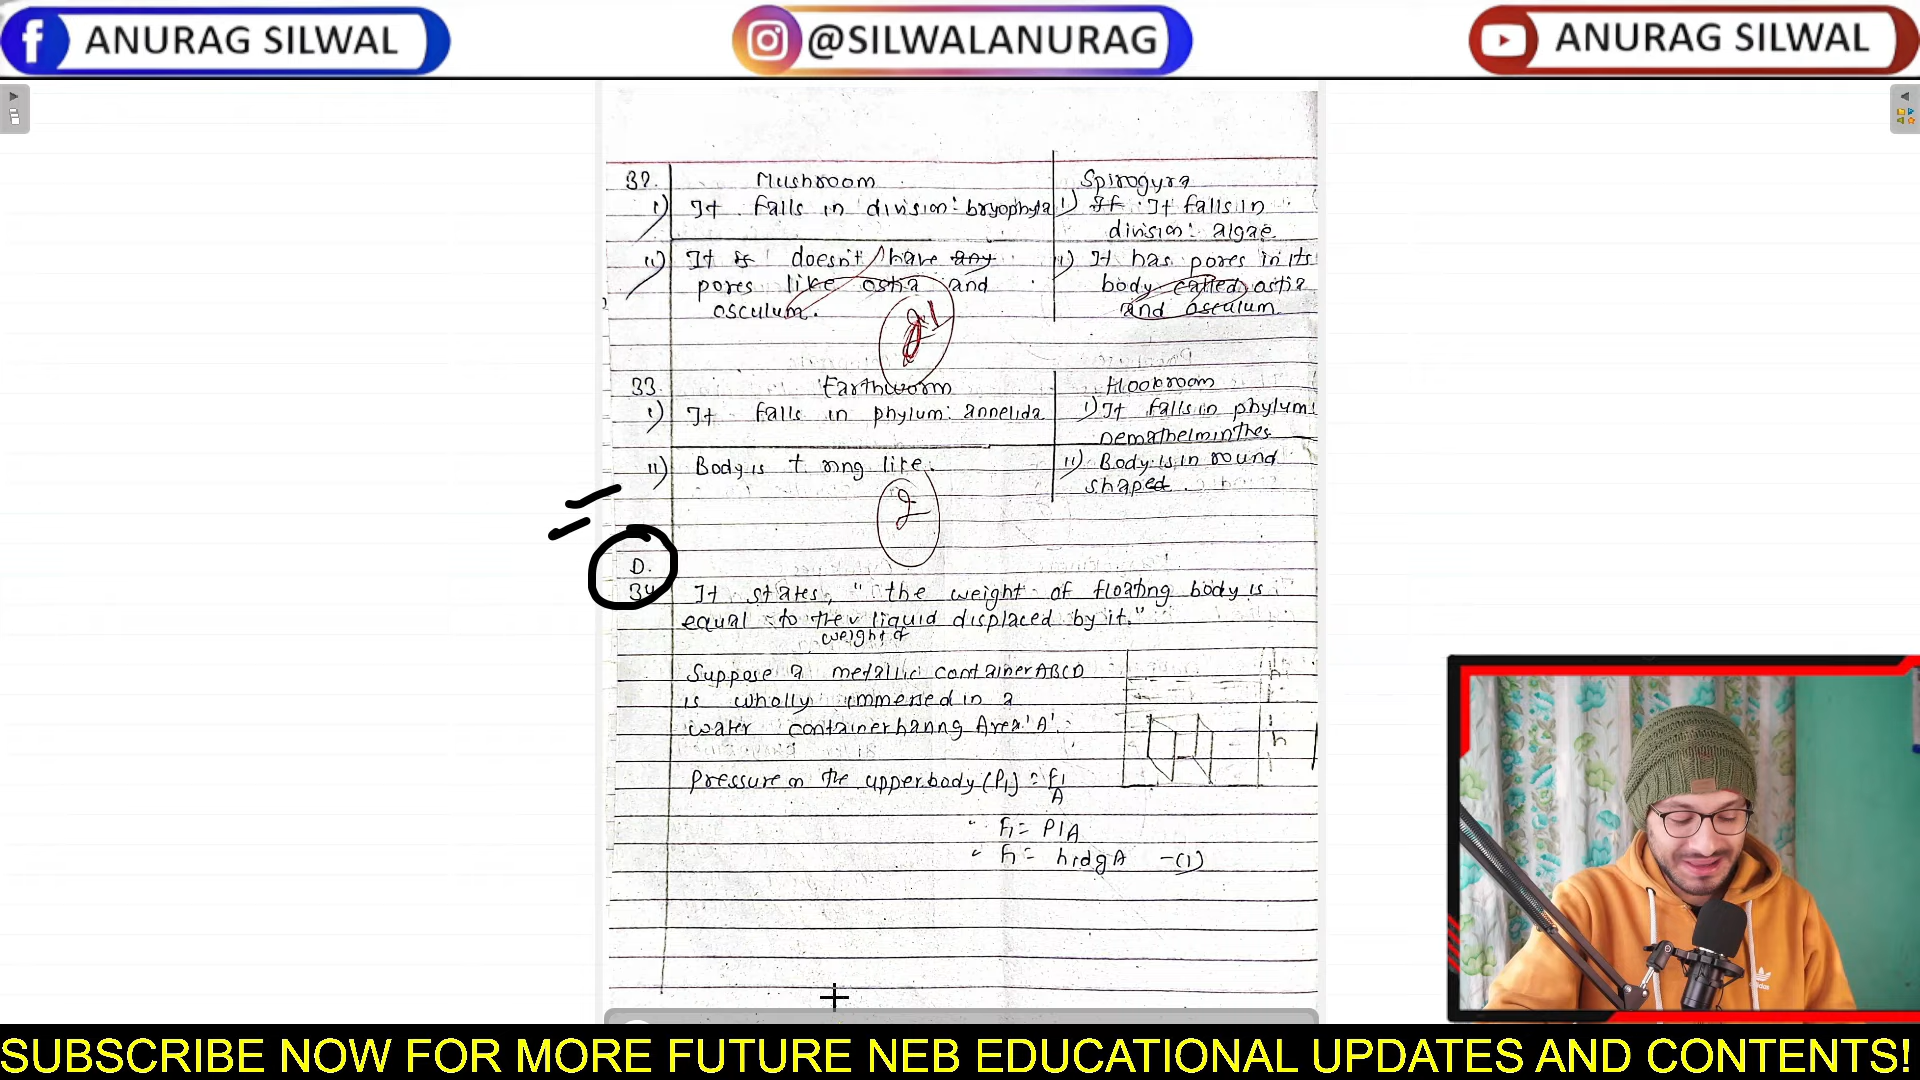 ANURAG SILWAL
@SILWALANURAG
ANURAG SILWAL
32. Mushroom Spirogyra
i) It falls in division: bryophyta i) It falls in
division: algae.
ii) It doesn't have any ii) It has pores in its
pores like ostia and body called ostia
osculum. and osculum
1
33. Earthworm Hookroom
i) It falls in phylum: annelida i) It falls in phylum:
nemathelminthes
ii) Body is ring like. ii) Body is in round
shaped.
2
D.
34 It states, "the weight of floating body is
equal to the liquid displaced by it."
weight of
Suppose a metallic container ABCD
is wholly immersed in a
water container having Area 'A'.
h
Pressure on the upper body (P1) = F1
A
F1 = P1A
F1 = h1dgA -(1)
SUBSCRIBE NOW FOR MORE FUTURE NEB EDUCATIONAL UPDATES AND CONTENTS!